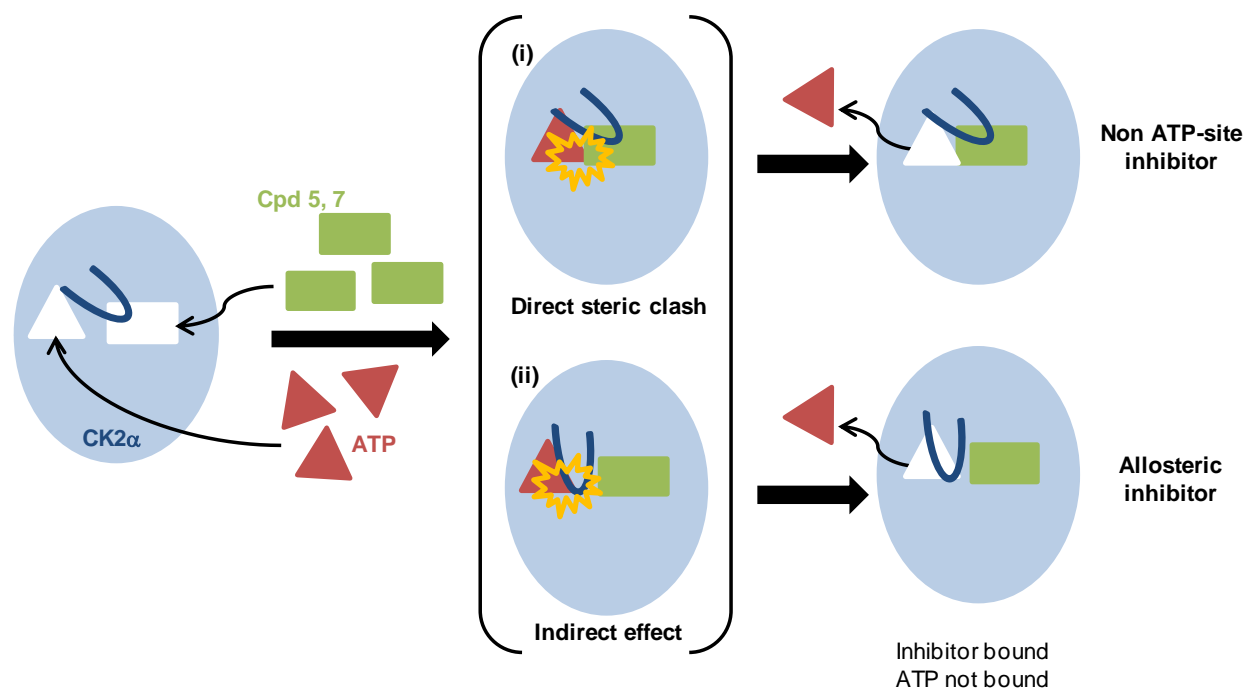 Cpd 5, 7
CK2α
ATP
(i)
Direct steric clash
(ii)
Indirect effect
Non ATP-site
inhibitor
Allosteric
inhibitor
Inhibitor bound
ATP not bound